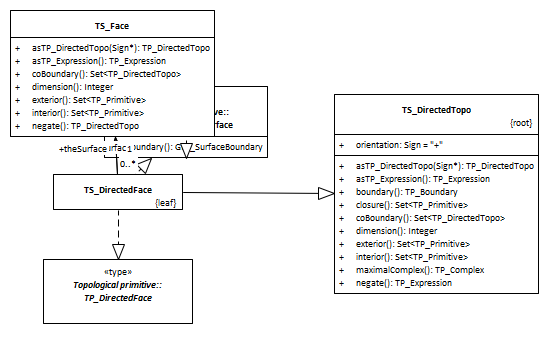 TS_Face
+ asTP_DirectedTopo(Sign*): TP_DirectedTopo
+ asTP_Expression(): TP_Expression
+ coBoundary(): Set<TP_DirectedTopo>
+ dimension(): Integer
+ exterior(): Set<TP_Primitive>
+ interior(): Set<TP_Primitive>
+ negate(): TP_DirectedTopo
+theSurface
1
0..*
TS_DirectedFace
{leaf}
«type»
Topological primitive::
TP_DirectedFace
TS_DirectedTopo
{root}
+ orientation: Sign = "+"
+ asTP_DirectedTopo(Sign*): TP_DirectedTopo
+ asTP_Expression(): TP_Expression
+ boundary(): TP_Boundary
+ closure(): Set<TP_Primitive>
+ coBoundary(): Set<TP_DirectedTopo>
+ dimension(): Integer
+ exterior(): Set<TP_Primitive>
+ interior(): Set<TP_Primitive>
+ maximalComplex(): TP_Complex
+ negate(): TP_Expression